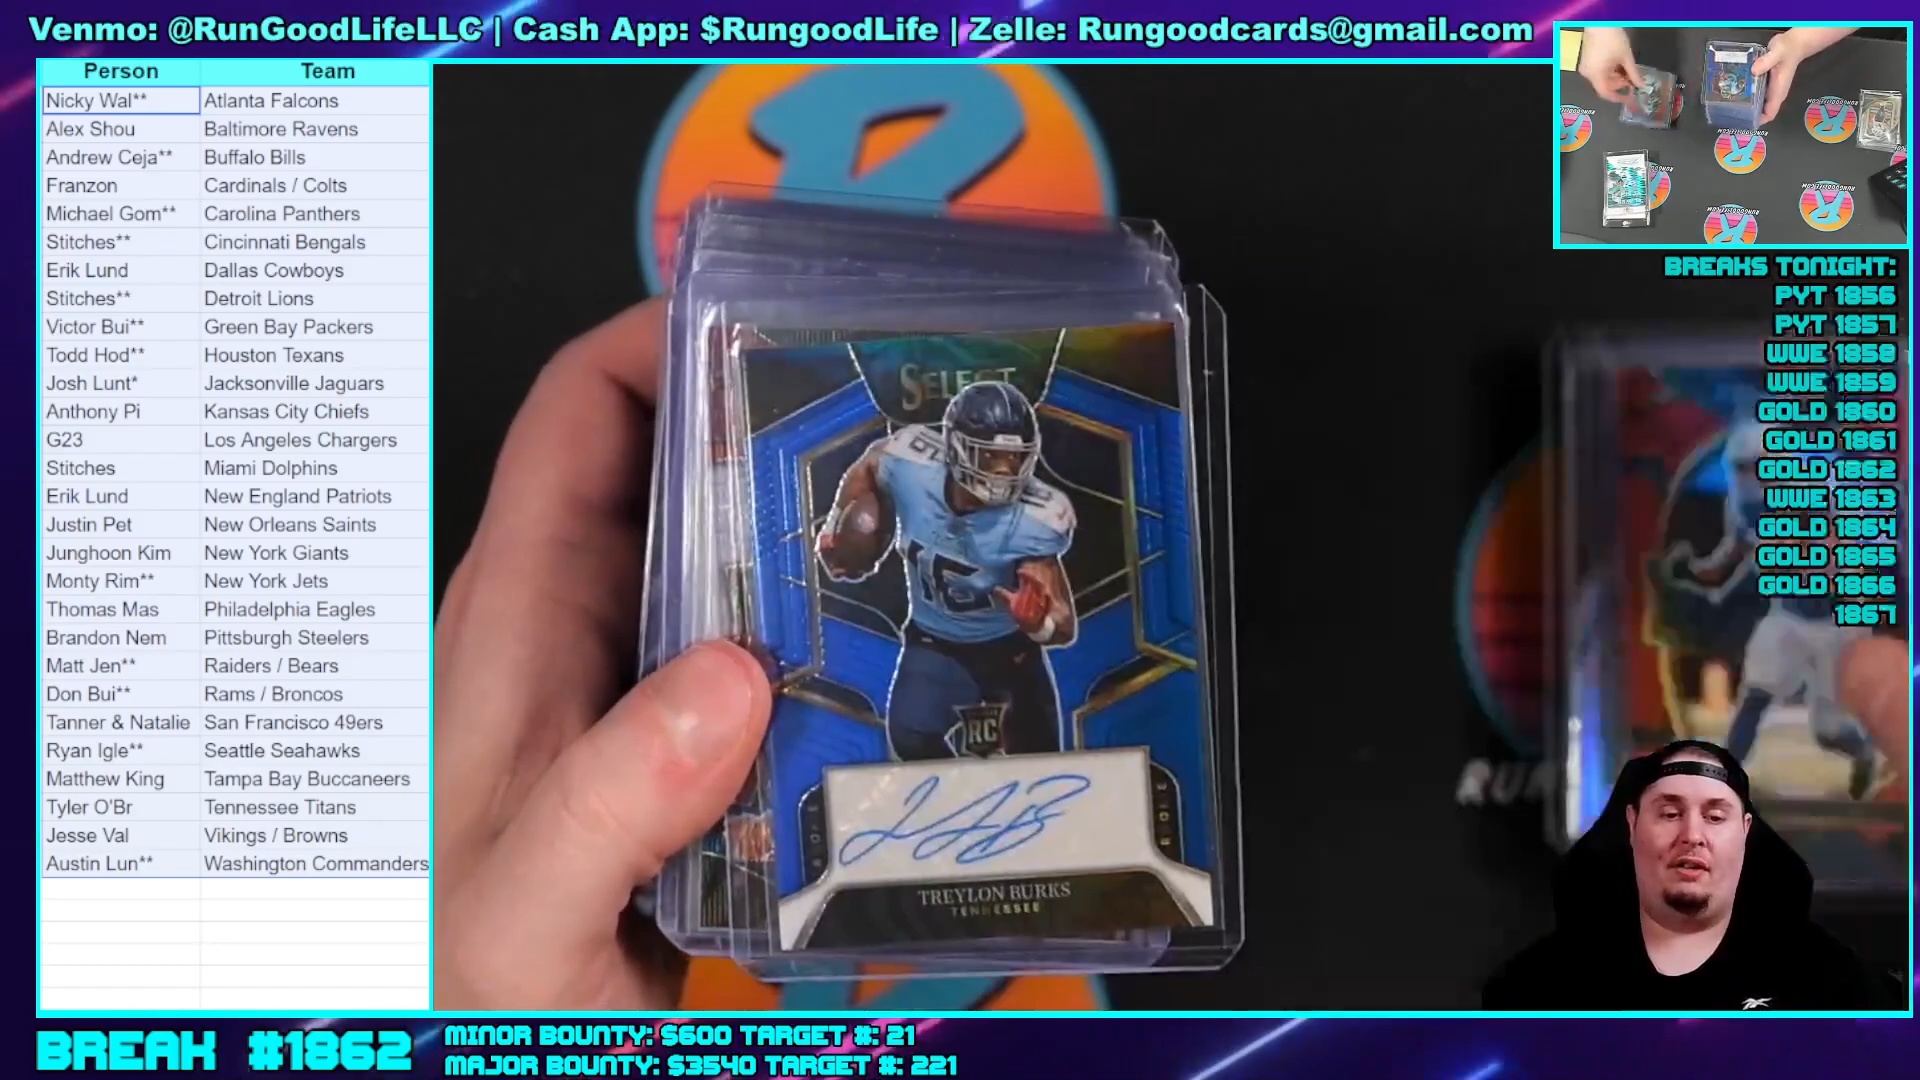 Venmo: @RunGoodLifeLLC | Cash App: $RungoodLife | Zelle: Rungoodcards@gmail.com
Person Team
Nicky Wal** Atlanta Falcons
Alex Shou Baltimore Ravens
Andrew Ceja** Buffalo Bills
Franzon Cardinals / Colts
Michael Gom** Carolina Panthers
Stitches** Cincinnati Bengals
Erik Lund Dallas Cowboys
Stitches** Detroit Lions
Victor Bui** Green Bay Packers
Todd Hod** Houston Texans
Josh Lunt* Jacksonville Jaguars
Anthony Pi Kansas City Chiefs
G23 Los Angeles Chargers
Stitches Miami Dolphins
Erik Lund New England Patriots
Justin Pet New Orleans Saints
Junghoon Kim New York Giants
Monty Rim** New York Jets
Thomas Mas Philadelphia Eagles
Brandon Nem Pittsburgh Steelers
Matt Jen** Raiders / Bears
Don Bui** Rams / Broncos
Tanner & Natalie San Francisco 49ers
Ryan Igle** Seattle Seahawks
Matthew King Tampa Bay Buccaneers
Tyler O'Br Tennessee Titans
Jesse Val Vikings / Browns
Austin Lun** Washington Commanders
SELECT
16
RC
TREYLON BURKS
TENNESSEE
BREAKS TONIGHT:
PYT 1856
PYT 1857
WWE 1858
WWE 1859
GOLD 1860
GOLD 1861
GOLD 1862
WWE 1863
GOLD 1864
GOLD 1865
GOLD 1866
1867
BREAK #1862
MINOR BOUNTY: $600 TARGET #: 21
MAJOR BOUNTY: $3540 TARGET #: 221